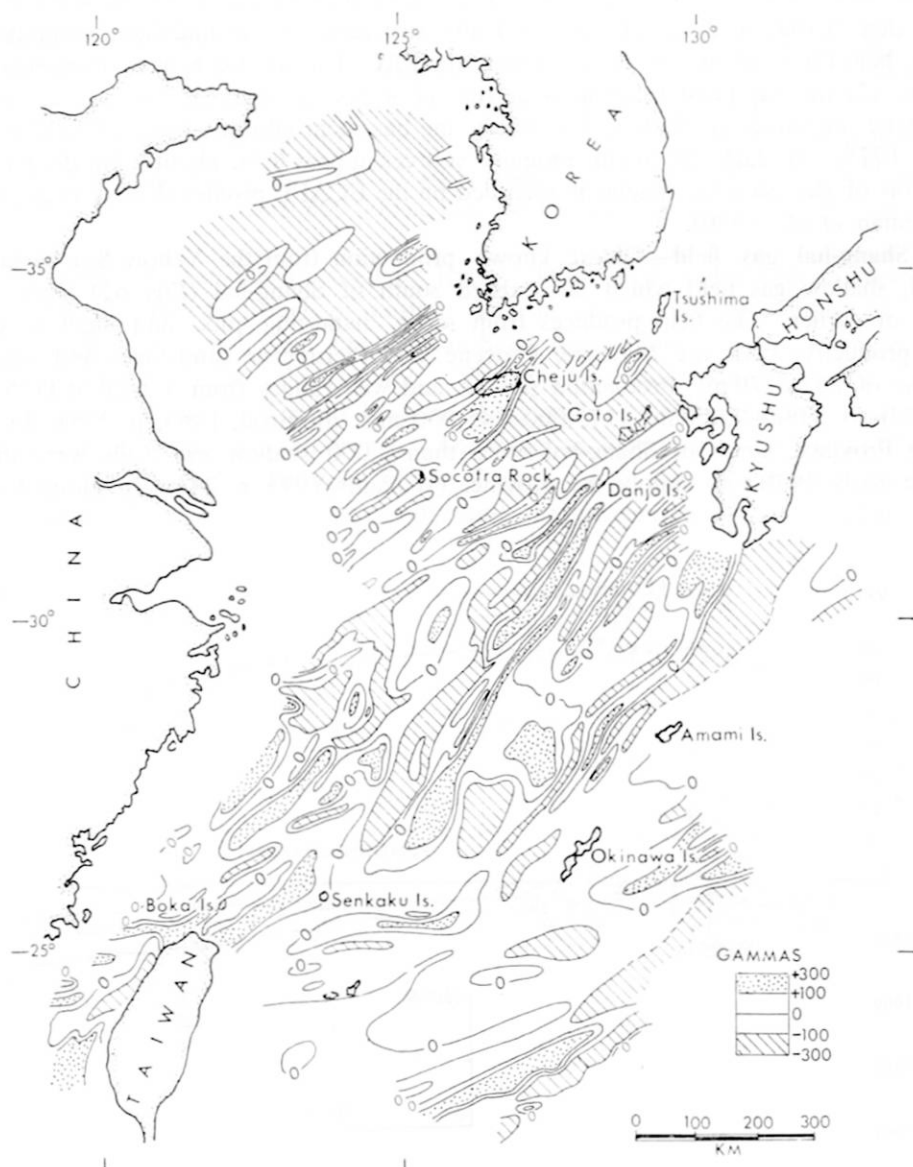 120°
125°
130°
KOREA
35°
Tsushima
Is.
HONSHU
Cheju Is.
Goto Is.
KYUSHU
Socotra Rock
Danjo Is.
CHINA
30°
Amami Is.
Okinawa Is.
Boka Is.
Senkaku Is.
25°
TAIWAN
GAMMAS
+300
+100
0
-100
-300
0 100 200 300
KM